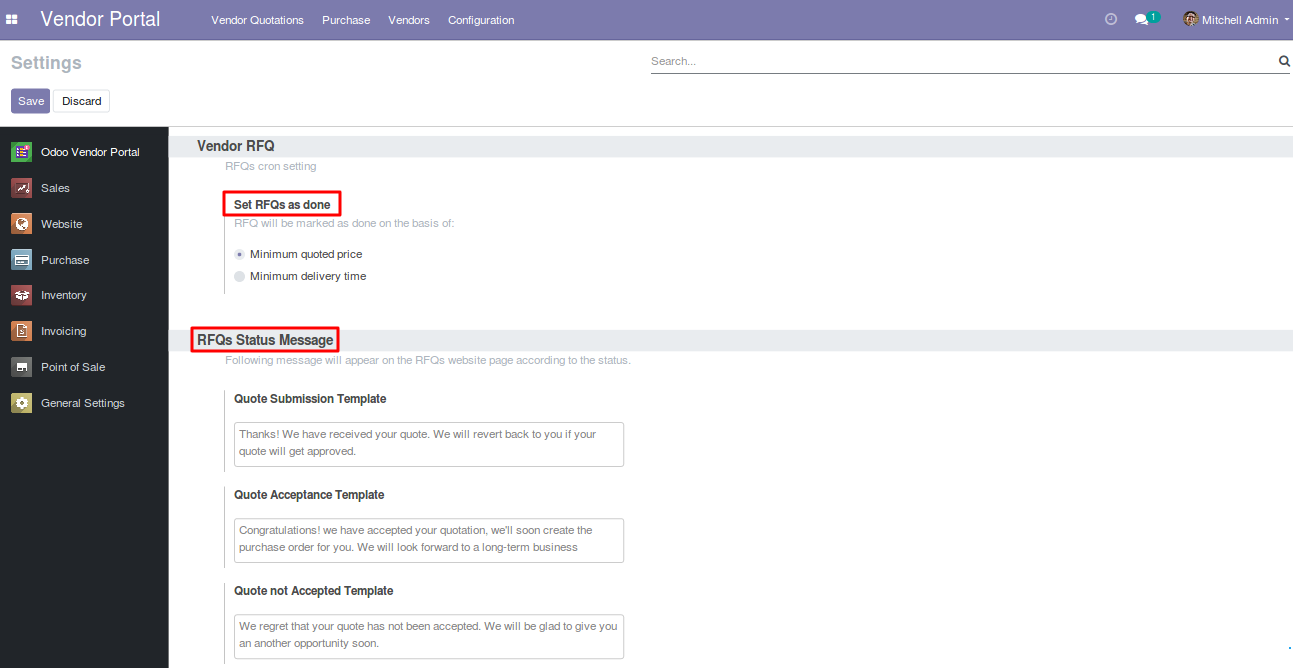 Vendor Portal Vendor Quotations Purchase Vendors Configuration 1 Mitchell Admin
Settings Search...
Save Discard
Odoo Vendor Portal
Sales
Website
Purchase
Inventory
Invoicing
Point of Sale
General Settings
Vendor RFQ
RFQs cron setting
Set RFQs as done
RFQ will be marked as done on the basis of:
Minimum quoted price
Minimum delivery time
RFQs Status Message
Following message will appear on the RFQs website page according to the status.
Quote Submission Template
Thanks! We have received your quote. We will revert back to you if your
quote will get approved.
Quote Acceptance Template
Congratulations! we have accepted your quotation, we'll soon create the
purchase order for you. We will look forward to a long-term business
Quote not Accepted Template
We regret that your quote has not been accepted. We will be glad to give you
an another opportunity soon.